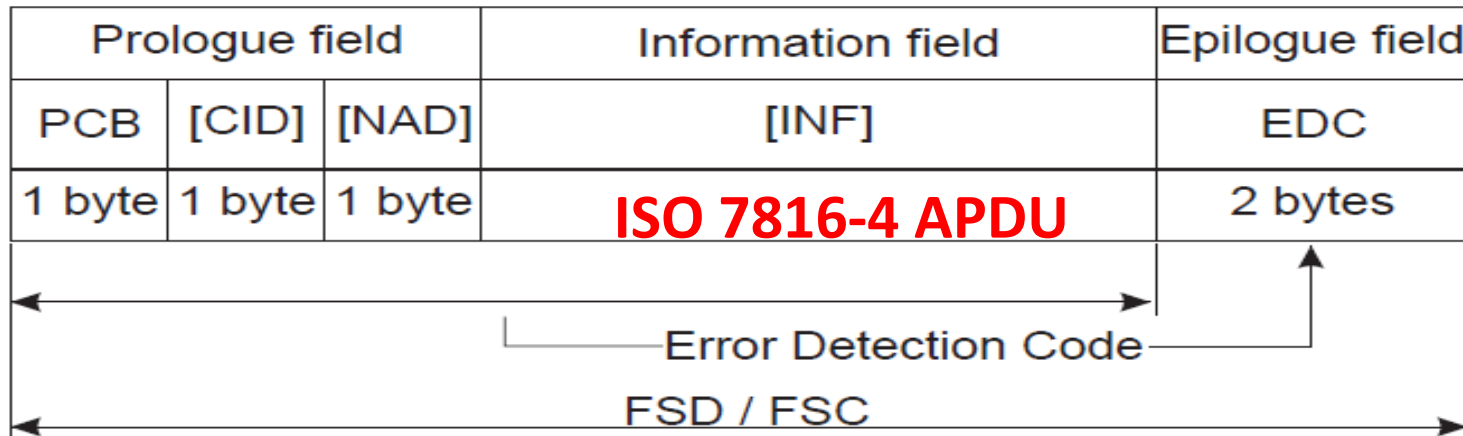 Prologue field Information field Epilogue field
PCB [CID] [NAD] [INF] EDC
1 byte 1 byte 1 byte ISO 7816-4 APDU 2 bytes
Error Detection Code
FSD / FSC